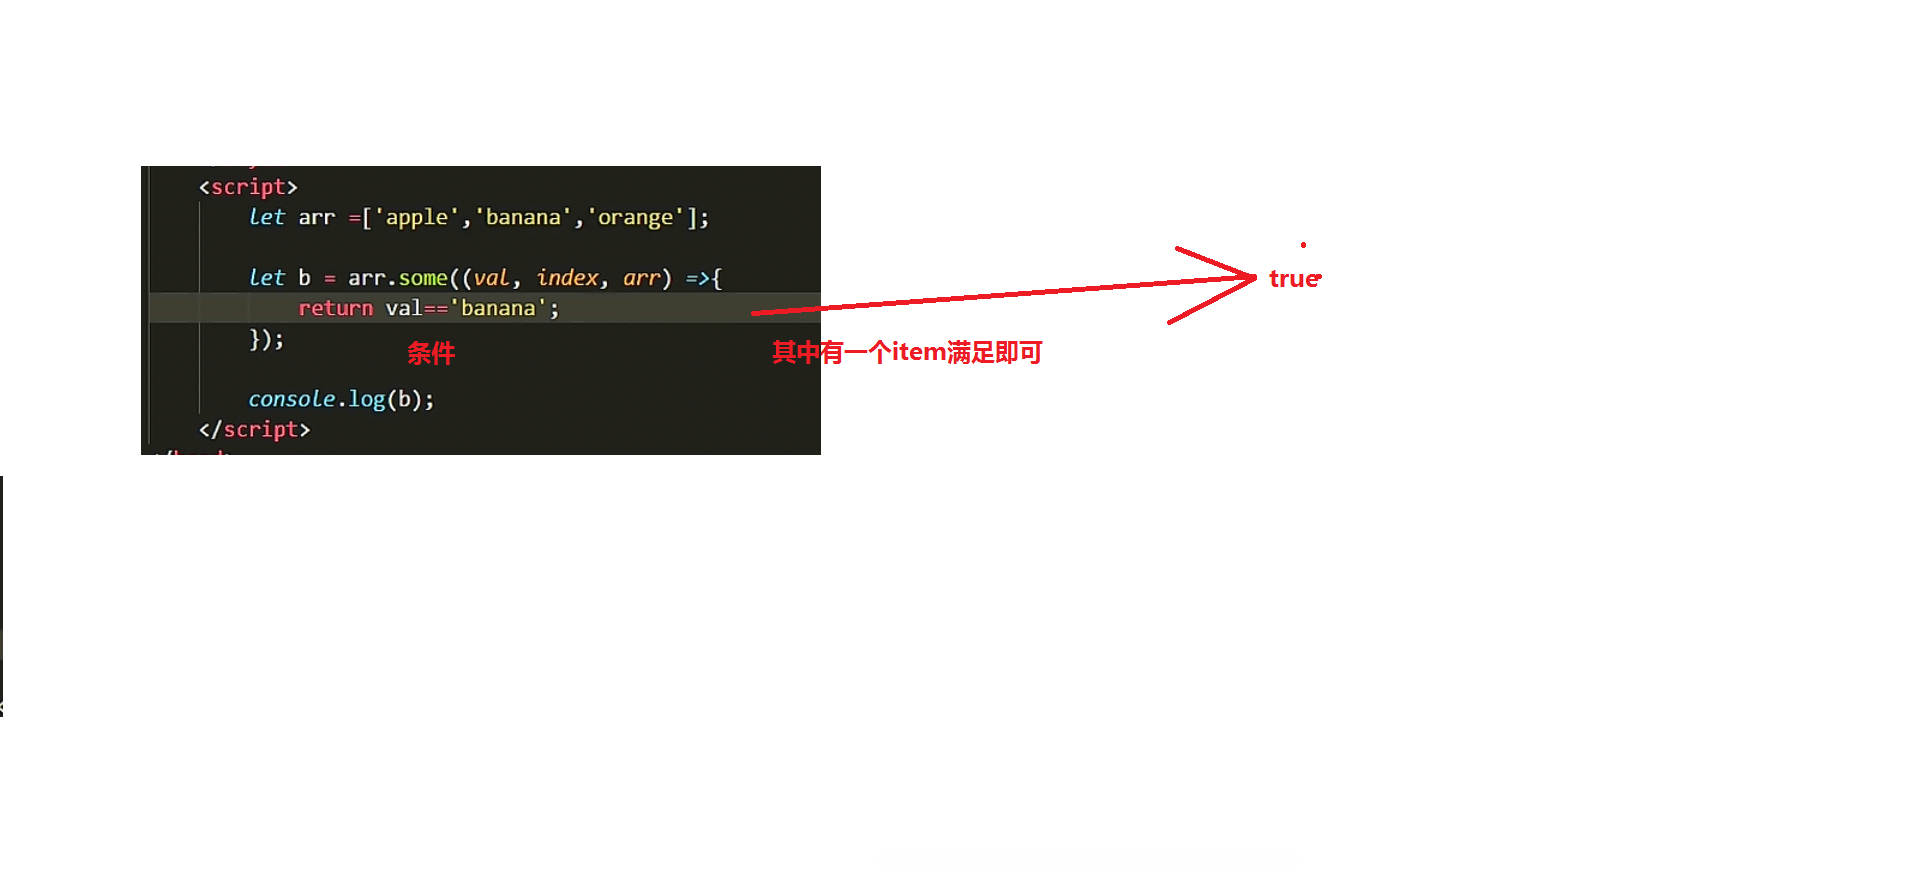 <script>
let arr =['apple','banana','orange'];
let b = arr.some((val, index, arr) =>{
return val=='banana';
});
console.log(b);
</script>
条件
其中有一个item满足即可
true